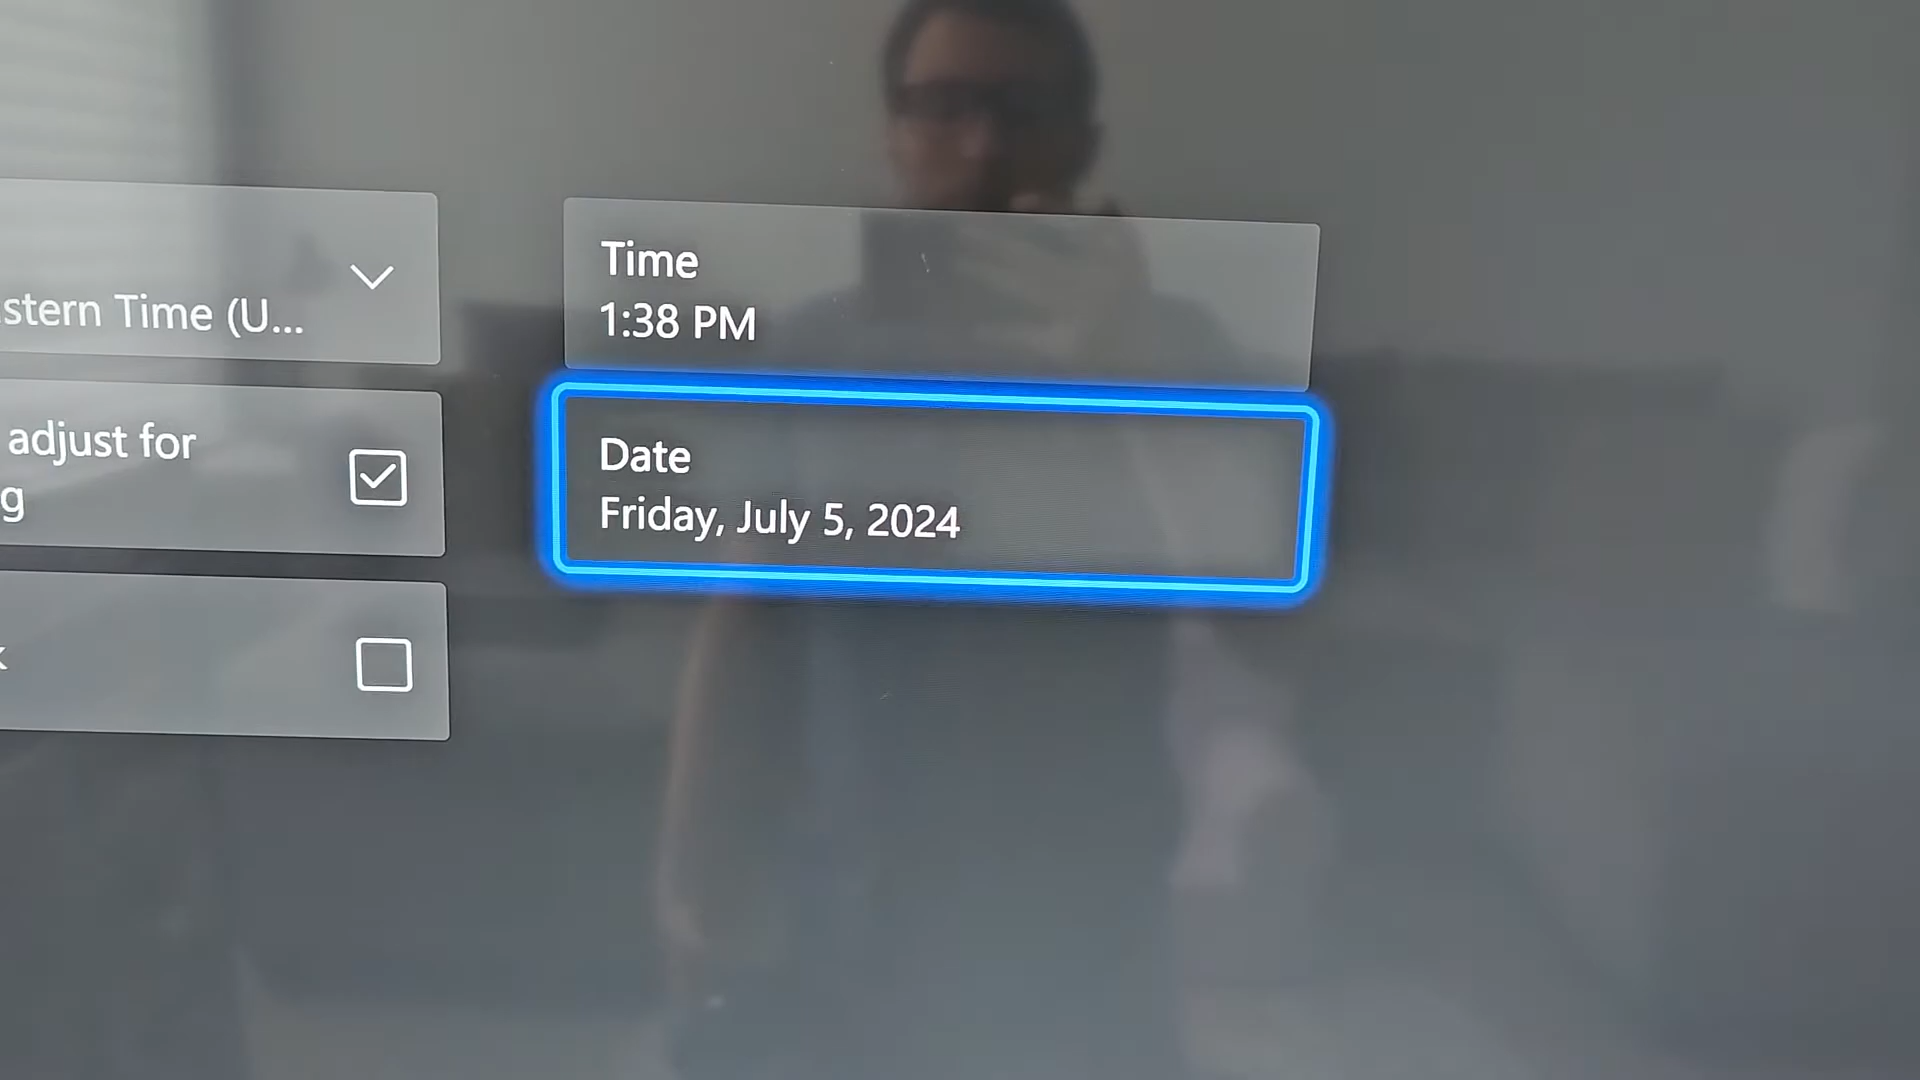 stern Time (U...
adjust for
g
Time
1:38 PM
Date
Friday, July 5, 2024